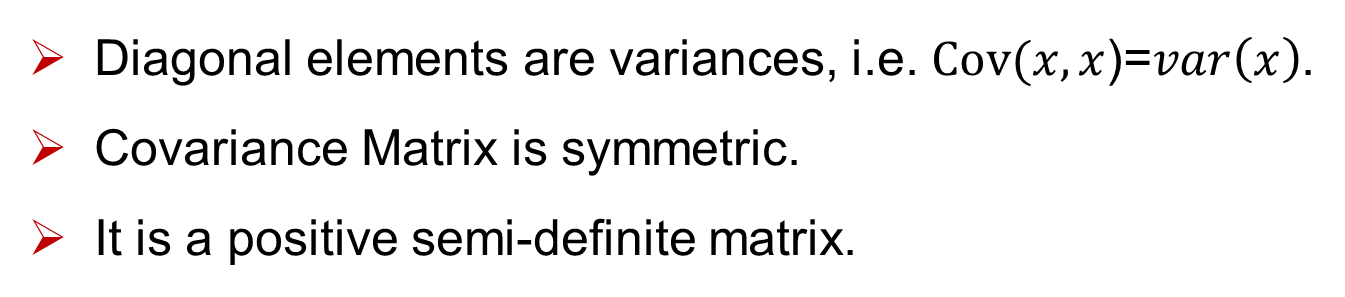 ➢ Diagonal elements are variances, i.e. Cov(x, x)=var(x).
➢ Covariance Matrix is symmetric.
➢ It is a positive semi-definite matrix.